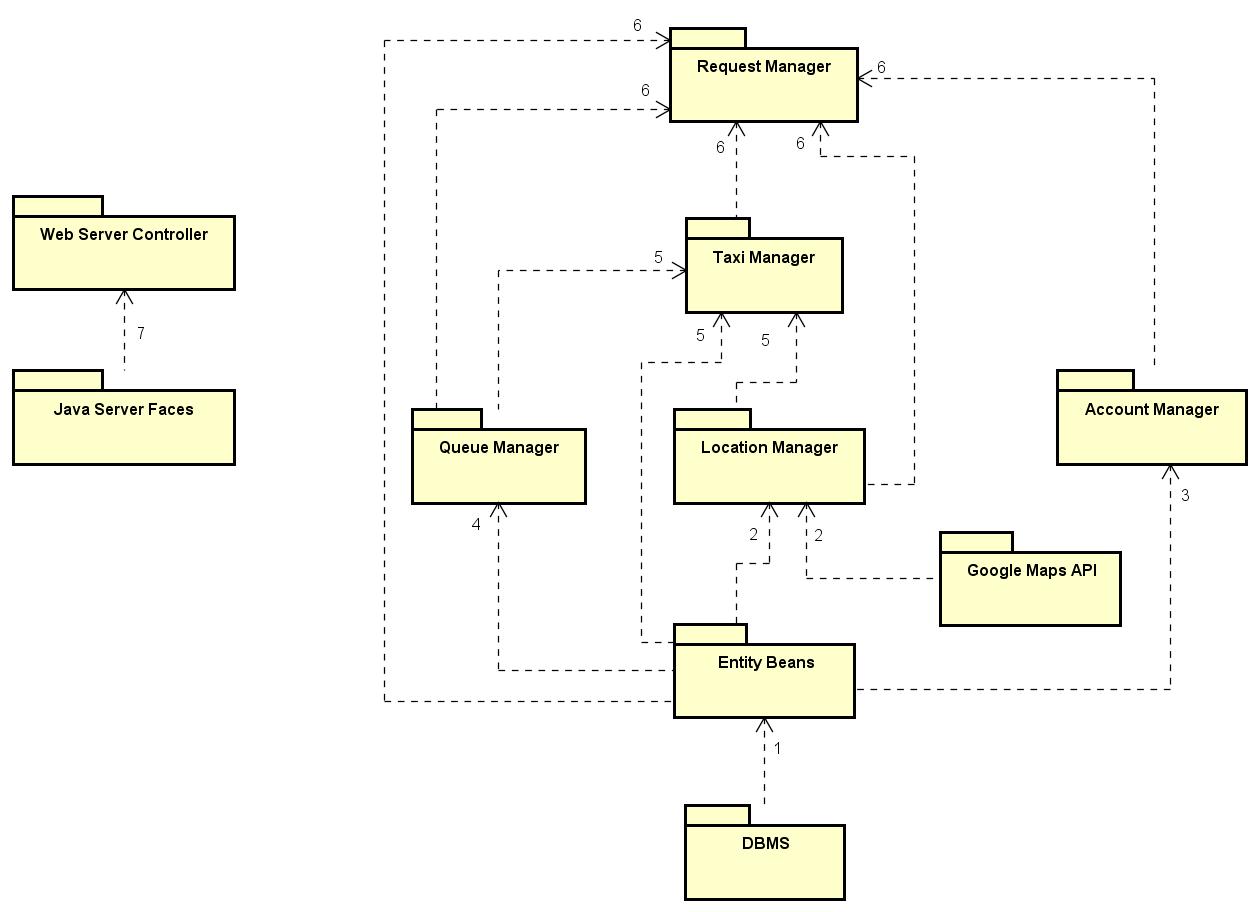 6
Request Manager
6
6
6
6
Web Server Controller
Taxi Manager
5
7
5
5
Java Server Faces
Account Manager
Queue Manager
Location Manager
3
4
2
2
Google Maps API
Entity Beans
1
DBMS